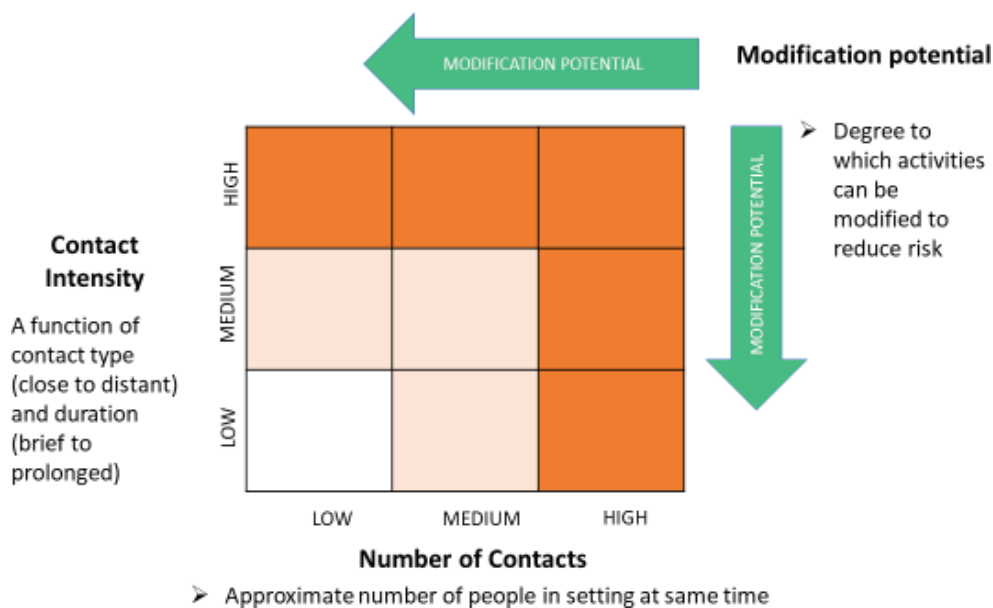 MODIFICATION POTENTIAL
Modification potential
➢ Degree to
which activities
can be
modified to
reduce risk
MODIFICATION POTENTIAL
Contact
Intensity
A function of
contact type
(close to distant)
and duration
(brief to
prolonged)
HIGH
MEDIUM
LOW
LOW
MEDIUM
HIGH
Number of Contacts
➢ Approximate number of people in setting at same time